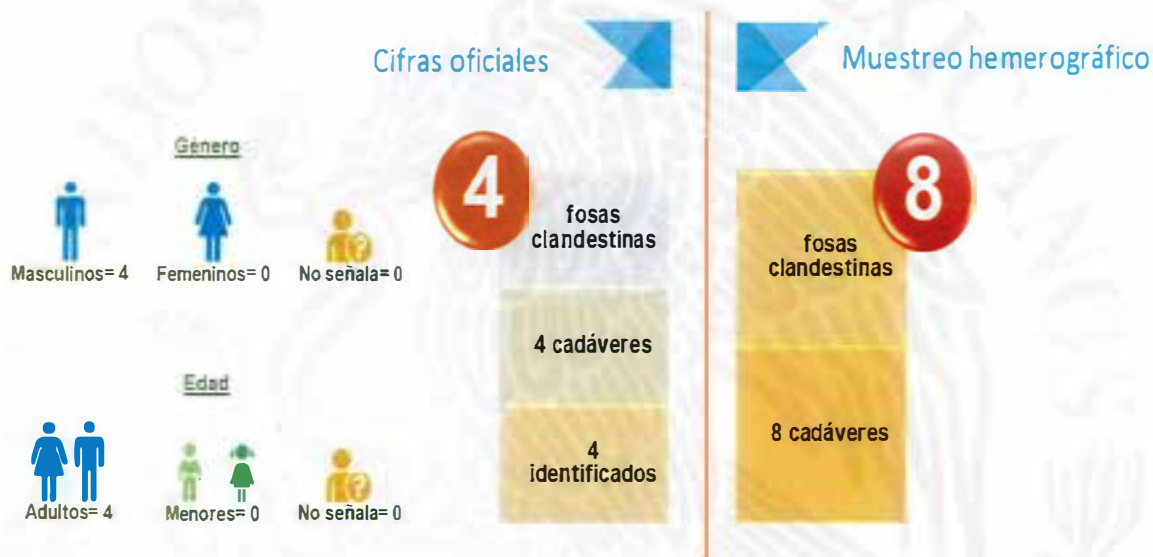 Cifras oficiales
Género
Masculinos= 4
Femeninos= 0
No señala= 0
4
fosas
clandestinas
4 cadáveres
4
identificados
Edad
Adultos= 4
Menores= 0
No señala= 0
Muestreo hemerográfico
8
fosas
clandestinas
8 cadáveres